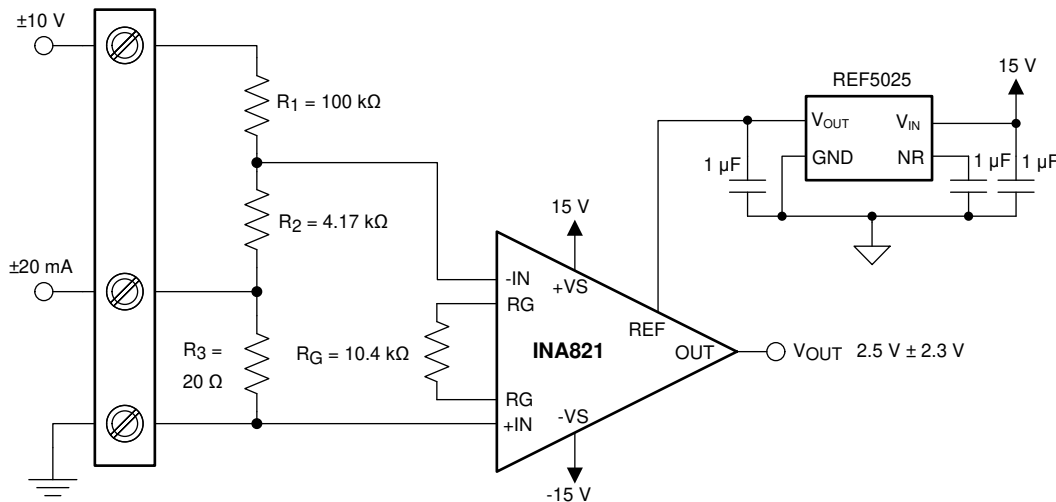 ±10 V
R1 = 100 kΩ
R2 = 4.17 kΩ
±20 mA
R3 =
20 Ω
RG = 10.4 kΩ
15 V
-IN
+VS
RG
REF
INA821
OUT
RG
+IN
-VS
-15 V
VOUT 2.5 V ± 2.3 V
REF5025
15 V
VOUT
VIN
GND
NR
1 µF
1 µF
1 µF